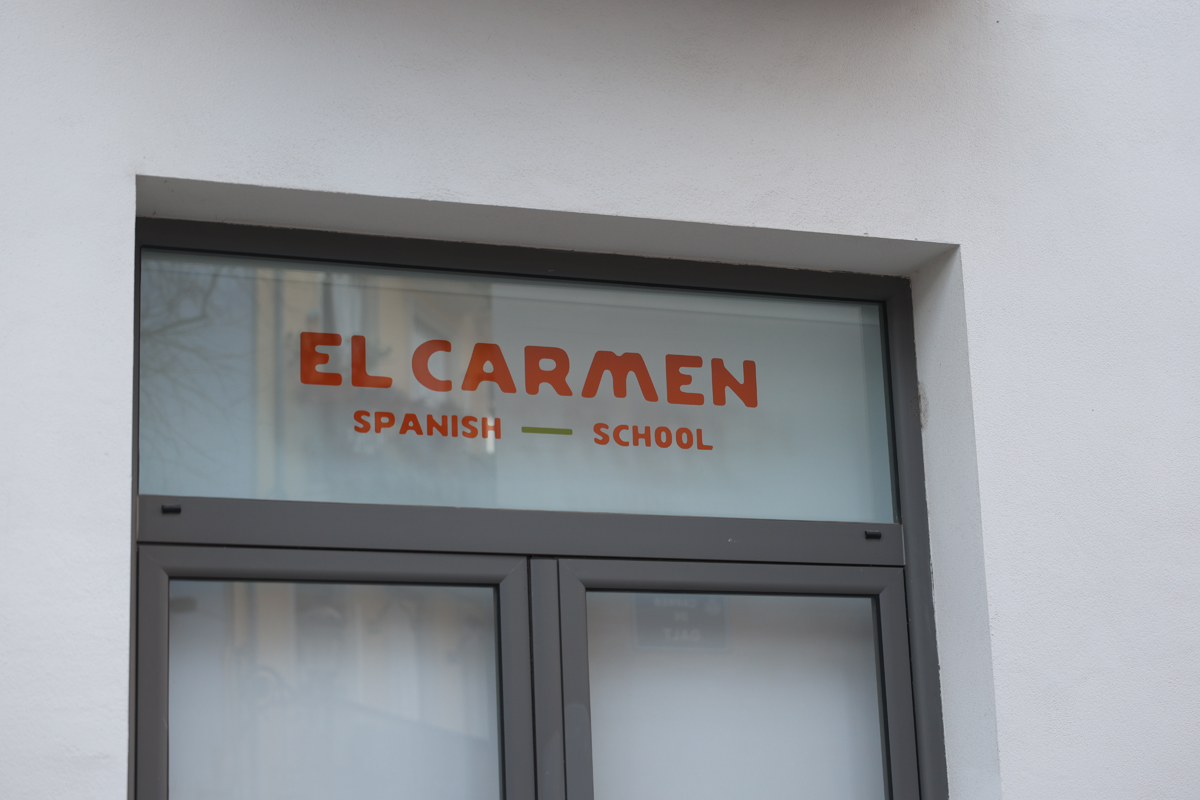 EL CARMEN
SPANISH — SCHOOL